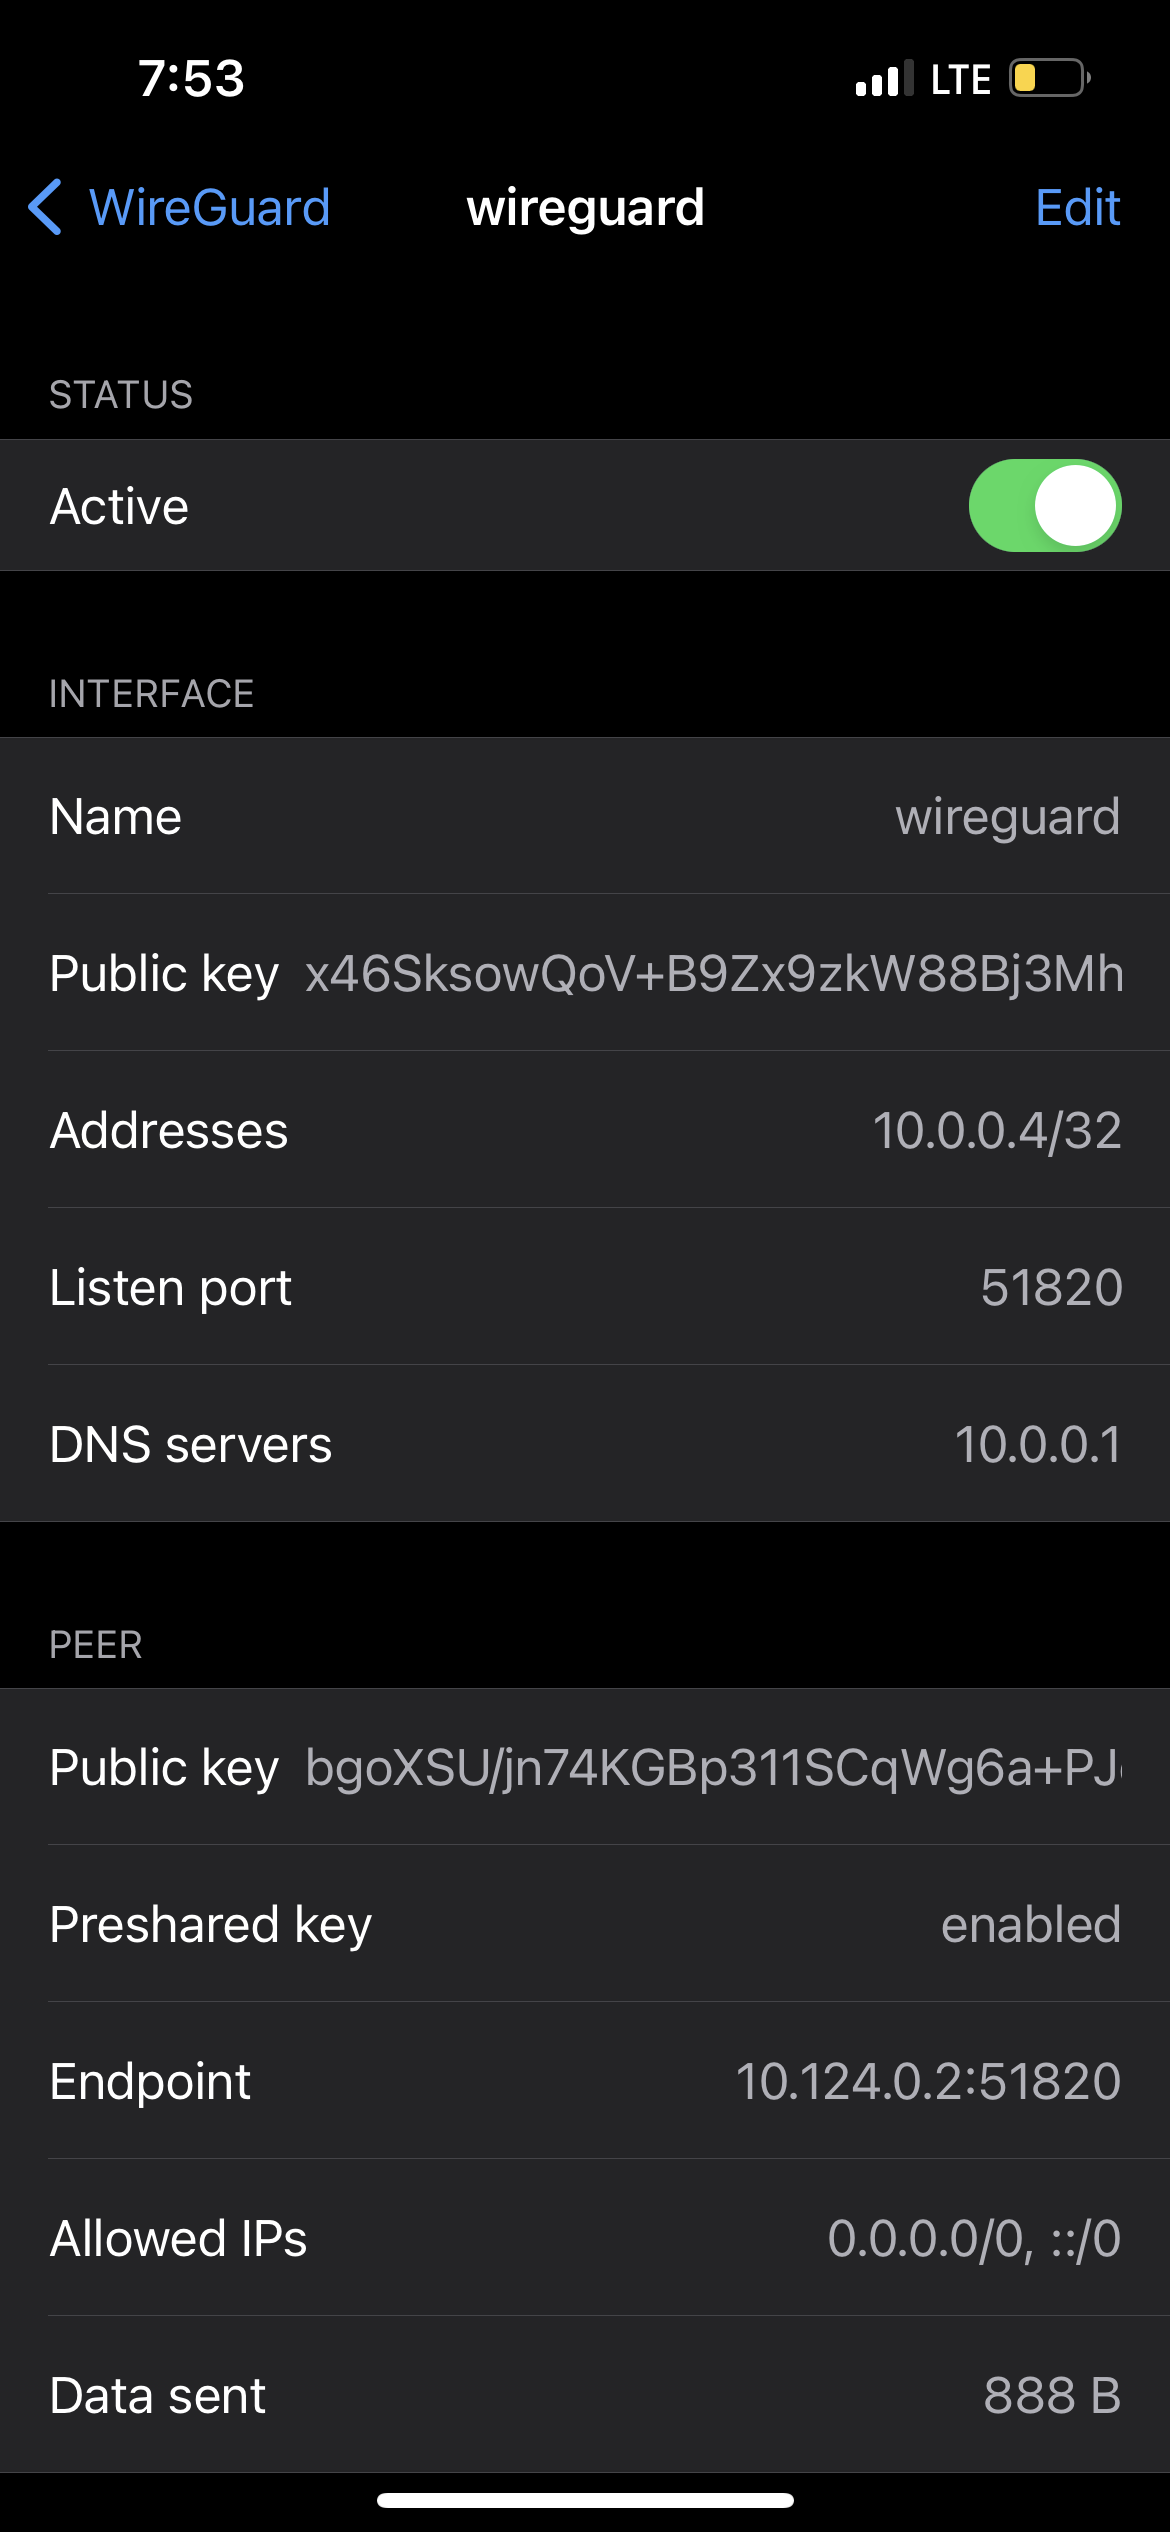 7:53 LTE
WireGuard wireguard Edit
STATUS
Active
INTERFACE
Name wireguard
Public key x46SksowQoV+B9Zx9zkW88Bj3Mh
Addresses 10.0.0.4/32
Listen port 51820
DNS servers 10.0.0.1
PEER
Public key bgoXSU/jn74KGBp311SCqWg6a+PJ
Preshared key enabled
Endpoint 10.124.0.2:51820
Allowed IPs 0.0.0.0/0, ::/0
Data sent 888 B